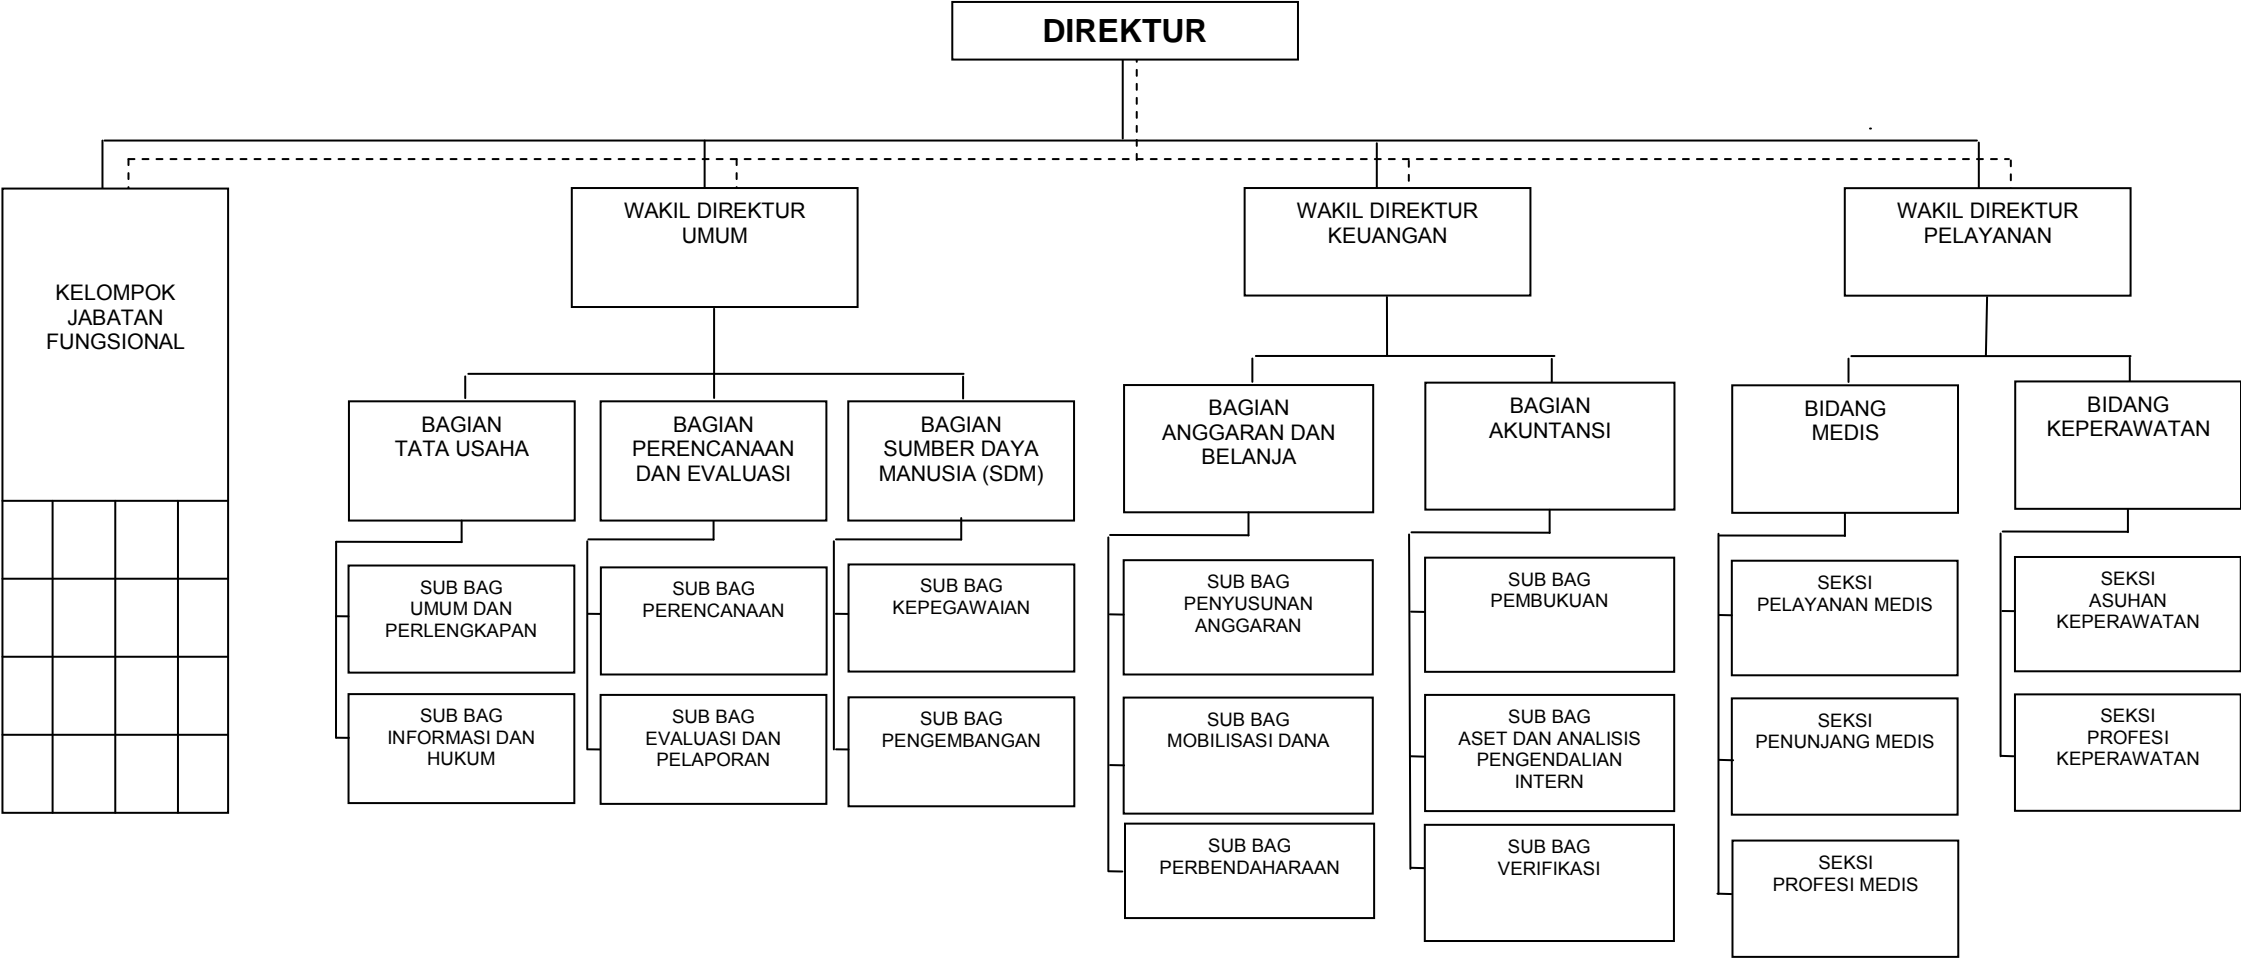 DIREKTUR
WAKIL DIREKTUR
UMUM
WAKIL DIREKTUR
KEUANGAN
WAKIL DIREKTUR
PELAYANAN
KELOMPOK
JABATAN
FUNGSIONAL
BAGIAN
TATA USAHA
BAGIAN
PERENCANAAN
DAN EVALUASI
BAGIAN
SUMBER DAYA
MANUSIA (SDM)
BAGIAN
ANGGARAN DAN
BELANJA
BAGIAN
AKUNTANSI
BIDANG
MEDIS
BIDANG
KEPERAWATAN
SUB BAG
UMUM DAN
PERLENGKAPAN
SUB BAG
PERENCANAAN
SUB BAG
KEPEGAWAIAN
SUB BAG
PENYUSUNAN
ANGGARAN
SUB BAG
PEMBUKUAN
SEKSI
PELAYANAN MEDIS
SEKSI
ASUHAN
KEPERAWATAN
SUB BAG
INFORMASI DAN
HUKUM
SUB BAG
EVALUASI DAN
PELAPORAN
SUB BAG
PENGEMBANGAN
SUB BAG
MOBILISASI DANA
SUB BAG
ASET DAN ANALISIS
PENGENDALIAN
INTERN
SEKSI
PENUNJANG MEDIS
SEKSI
PROFESI
KEPERAWATAN
SUB BAG
PERBENDAHARAAN
SUB BAG
VERIFIKASI
SEKSI
PROFESI MEDIS